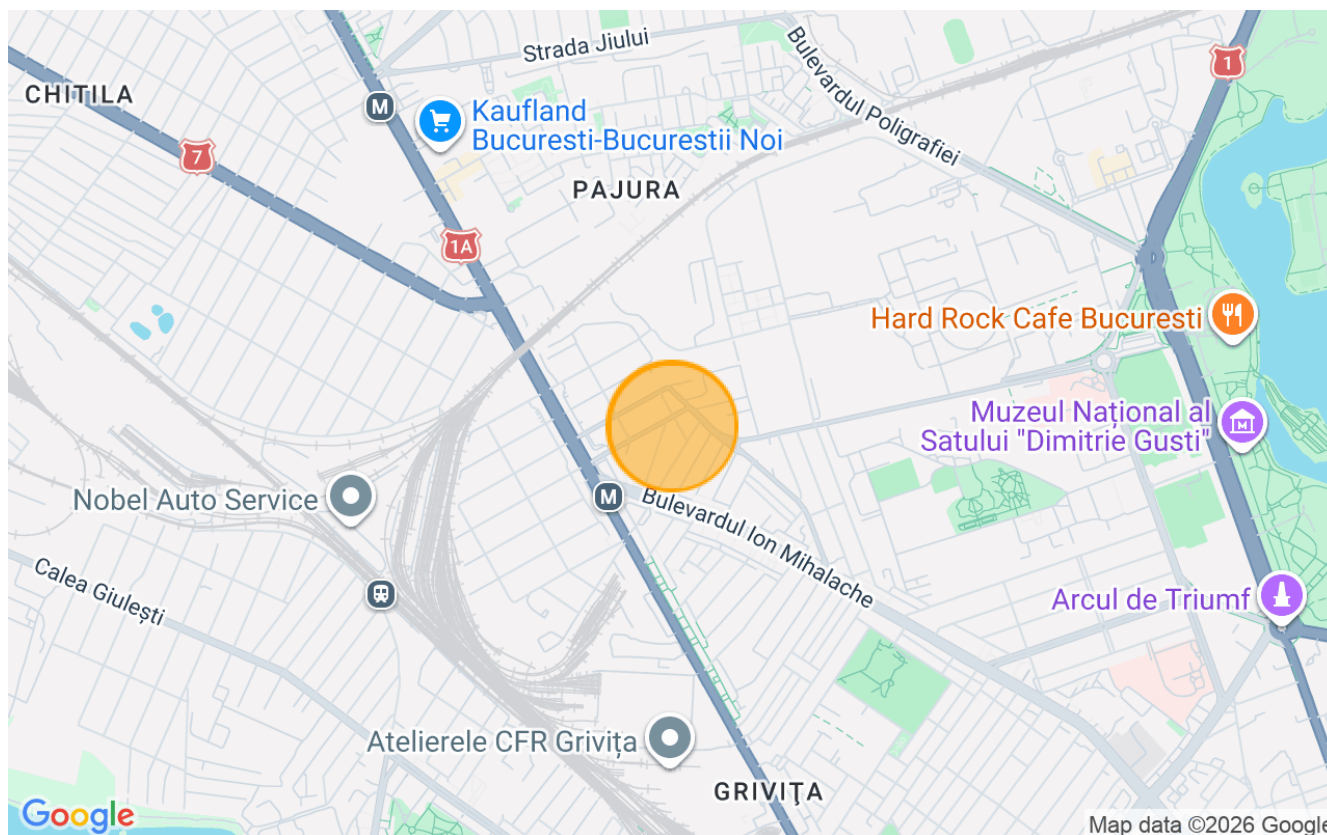 Strada Jiului
Bulevardul Poligrafiei
1
CHITILA
M
Kaufland
Bucuresti-Bucurestii Noi
7
PAJURA
1A
Hard Rock Cafe Bucuresti
Muzeul Național al
Satului "Dimitrie Gusti"
M
Nobel Auto Service
M
Bulevardul Ion Mihalache
Calea Giulești
Arcul de Triumf
Atelierele CFR Grivița
GRIVIŢA
Google
Map data ©2026 Google